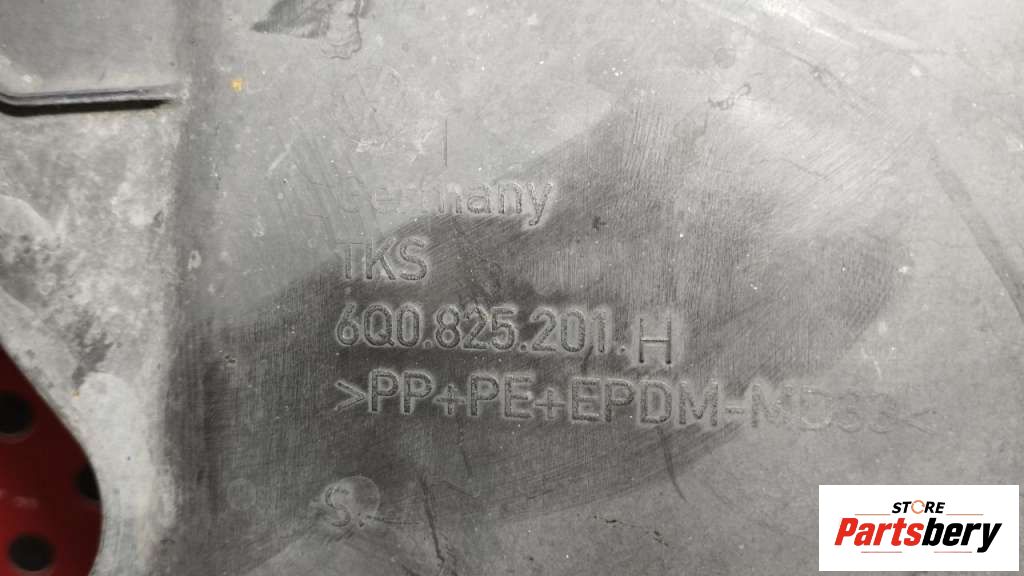 Germany
TKS
6Q0.825.201.H
>PP+PE+EPDM-
S
STORE
Partsbery